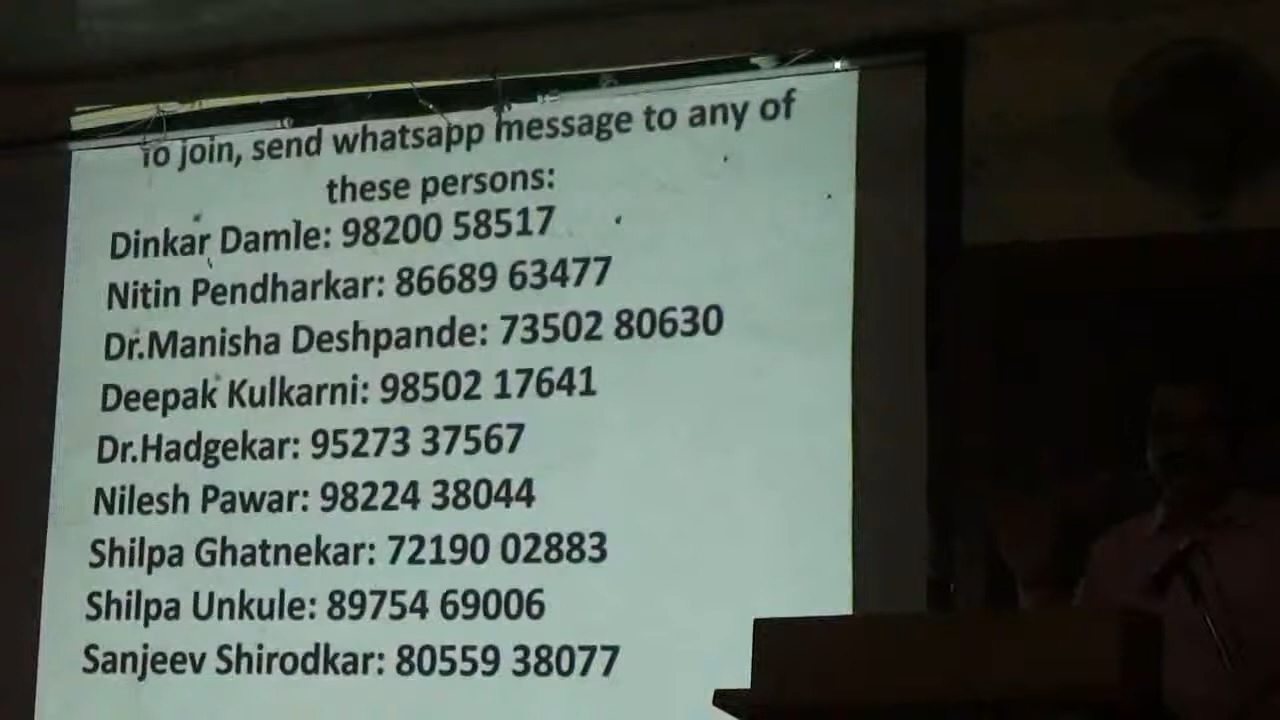 To join, send whatsapp message to any of
these persons:
Dinkar Damle: 98200 58517
Nitin Pendharkar: 86689 63477
Dr.Manisha Deshpande: 73502 80630
Deepak Kulkarni: 98502 17641
Dr.Hadgekar: 95273 37567
Nilesh Pawar: 98224 38044
Shilpa Ghatnekar: 72190 02883
Shilpa Unkule: 89754 69006
Sanjeev Shirodkar: 80559 38077